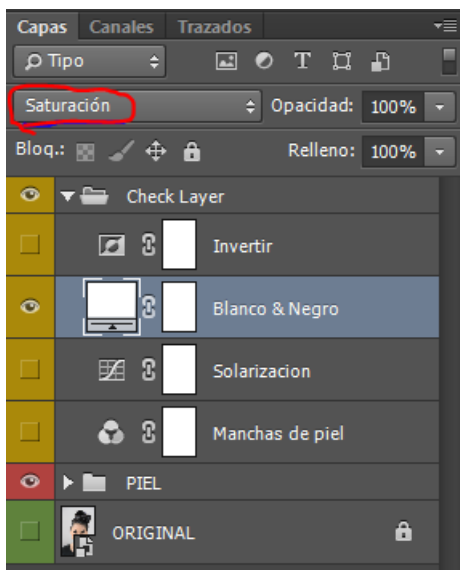 Capas Canales Trazados
Tipo T
Saturación Opacidad: 100%
Bloq.: Relleno: 100%
Check Layer
Invertir
Blanco & Negro
Solarizacion
Manchas de piel
PIEL
ORIGINAL